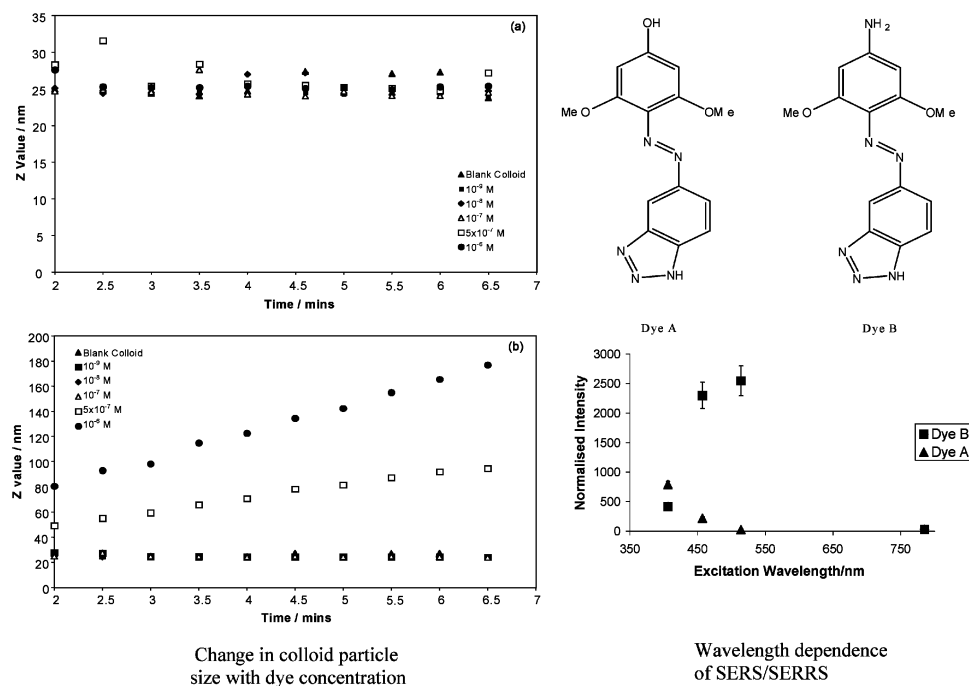 35
30
25
20
15
10
5
0
Z Value / nm
(a)
Blank Colloid
10⁻⁹ M
10⁻⁸ M
10⁻⁷ M
5x10⁻⁷ M
10⁻⁶ M
2 2.5 3 3.5 4 4.5 5 5.5 6 6.5 7
Time / mins
200
180
160
140
120
100
80
60
40
20
0
Z value / nm
(b)
Blank Colloid
10⁻⁹ M
10⁻⁸ M
10⁻⁷ M
5x10⁻⁷ M
10⁻⁶ M
2 2.5 3 3.5 4 4.5 5 5.5 6 6.5 7
Time / mins
Change in colloid particle
size with dye concentration
OH
MeO OMe
N
N
N
N NH
Dye A
NH₂
MeO OMe
N
N
N
N NH
Dye B
3000
2500
2000
1500
1000
500
0
Normalised Intensity
Dye B
Dye A
350 450 550 650 750
Excitation Wavelength/nm
Wavelength dependence
of SERS/SERRS